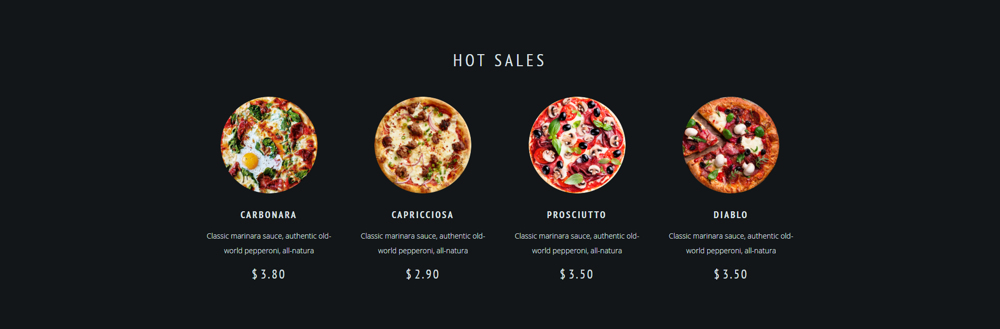 HOT SALES
CARBONARA
Classic marinara sauce, authentic old-
world pepperoni, all-natura
$ 3.80
CAPRICCIOSA
Classic marinara sauce, authentic old-
world pepperoni, all-natura
$ 2.90
PROSCIUTTO
Classic marinara sauce, authentic old-
world pepperoni, all-natura
$ 3.50
DIABLO
Classic marinara sauce, authentic old-
world pepperoni, all-natura
$ 3.50